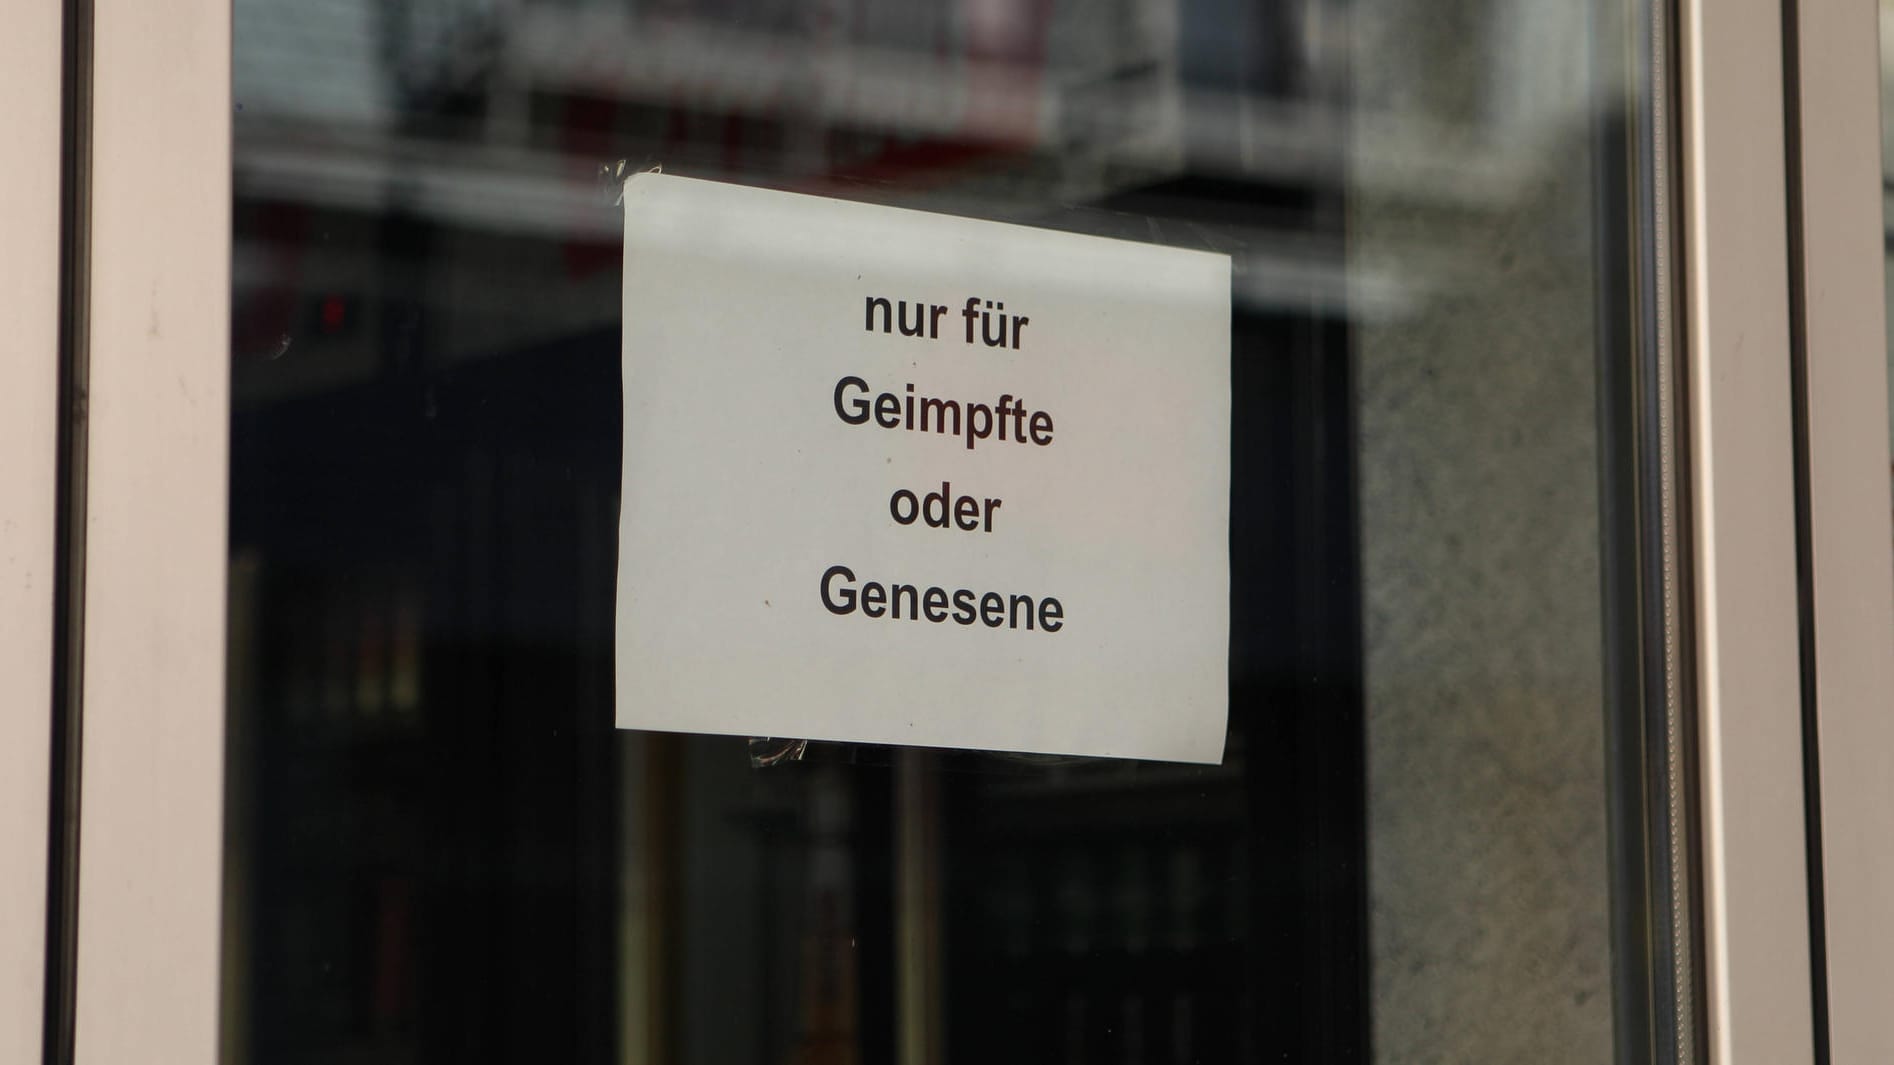 nur für
Geimpfte
oder
Genesene